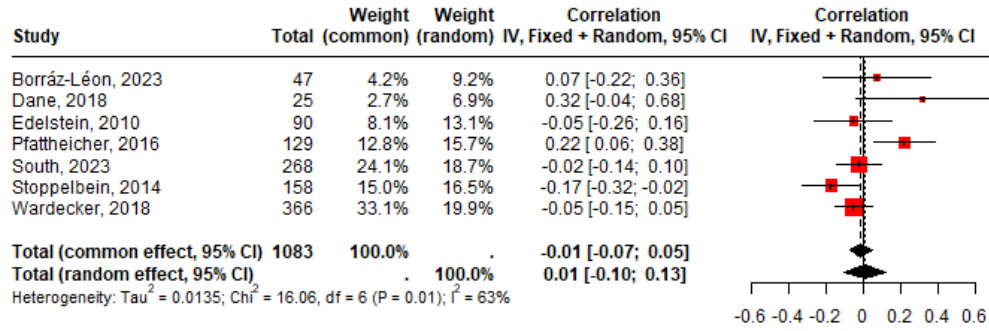 Weight Weight Correlation Correlation
Study Total (common) (random) IV, Fixed + Random, 95% CI IV, Fixed + Random, 95% CI
Borráz-Léon, 2023 47 4.2% 9.2% 0.07 [-0.22; 0.36]
Dane, 2018 25 2.7% 6.9% 0.32 [-0.04; 0.68]
Edelstein, 2010 90 8.1% 13.1% -0.05 [-0.26; 0.16]
Pfattheicher, 2016 129 12.8% 15.7% 0.22 [ 0.06; 0.38]
South, 2023 268 24.1% 18.7% -0.02 [-0.14; 0.10]
Stoppelbein, 2014 158 15.0% 16.5% -0.17 [-0.32; -0.02]
Wardecker, 2018 366 33.1% 19.9% -0.05 [-0.15; 0.05]
Total (common effect, 95% CI) 1083 100.0% . -0.01 [-0.07; 0.05]
Total (random effect, 95% CI) . 100.0% 0.01 [-0.10; 0.13]
Heterogeneity: Tau² = 0.0135; Chi² = 16.06, df = 6 (P = 0.01); I² = 63%
-0.6 -0.4 -0.2 0 0.2 0.4 0.6